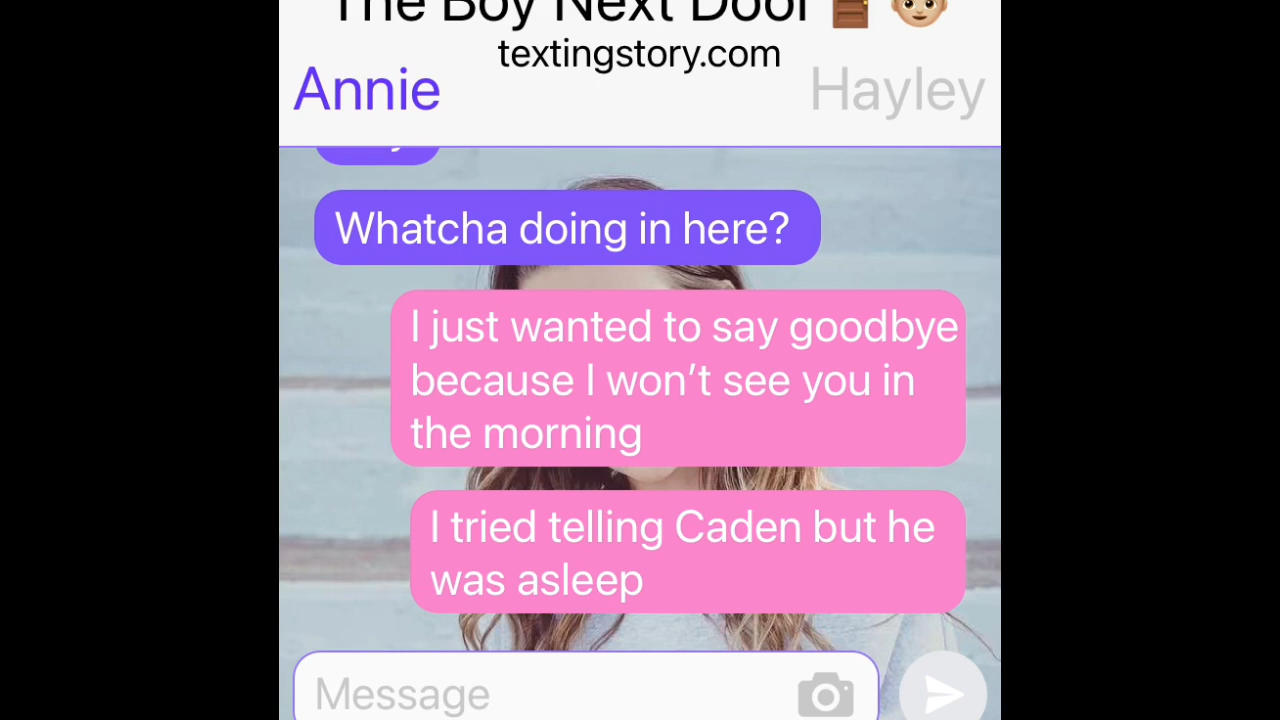 The Boy Next Door
textingstory.com
Annie
Hayley
Whatcha doing in here?
I just wanted to say goodbye
because I won’t see you in
the morning
I tried telling Caden but he
was asleep
Message